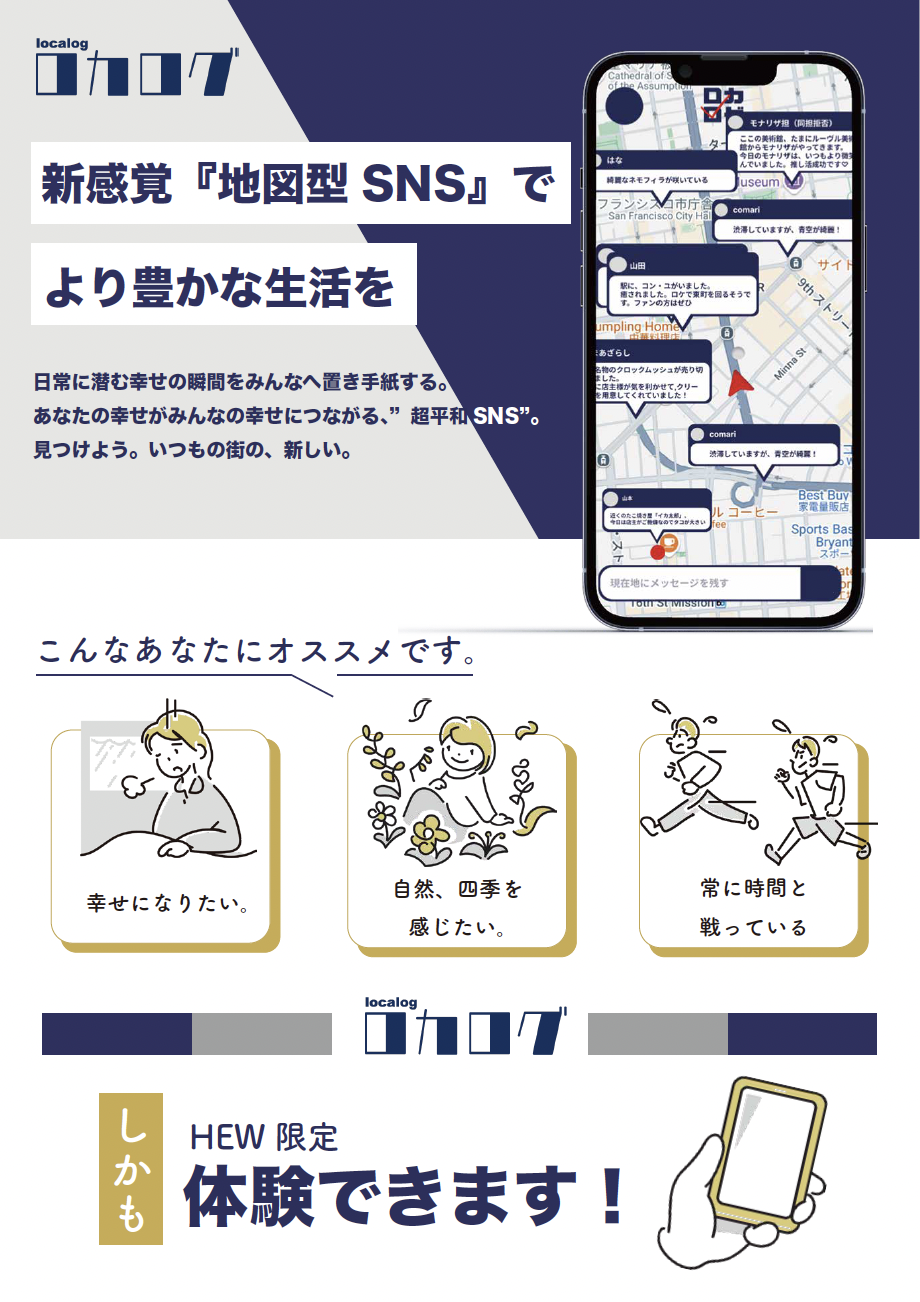 localog
ロカログ
新感覚『地図型 SNS』で
より豊かな生活を
日常に潜む幸せの瞬間をみんなへ置き手紙する。
あなたの幸せがみんなの幸せにつながる、”超平和 SNS”。
見つけよう。いつもの街の、新しい。
Cathedral of S
of the Assumption
ロカ
ログ
モナリザ担（同担拒否）
ここの美術館、たまにルーヴル美術
館からモナリザがやってきます。
今日のモナリザは、いつもより微笑
んでいました。推し活成功です♡
はな
綺麗なネモフィラが咲いている
useum
フランシスコ市庁舎
San Francisco City Hal
comari
渋滞していますが、青空が綺麗！
サイド
山田
駅に、コン・ユがいました。
癒されました。ロケで東町を回るそうで
す。ファンの方はぜひ
9th ストリー
umpling Home
中華料理店
まあざらし
名物のクロックムッシュが売り切
ました。
に店主様が気を利かせて,クリー
を用意してくれていました！
Minna St
comari
渋滞していますが、青空が綺麗！
山本
近くのたこ焼き屋「イカ太郎」。
今日は店主がご機嫌なのでタコが大きい
ル コーヒー
fee
Best Buy
家電量販店
Sports Bas
Bryant
スポー
スト
現在地にメッセージを残す
16th St Mission
こんなあなたにオススメです。
幸せになりたい。
自然、四季を
感じたい。
常に時間と
戦っている
localog
ロカログ
しかも
HEW 限定
体験できます！